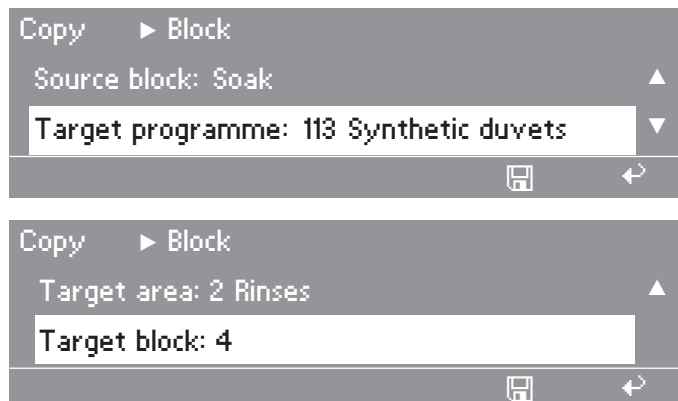 Copy ► Block
Source block: Soak
Target programme: 113 Synthetic duvets
Copy ► Block
Target area: 2 Rinses
Target block: 4